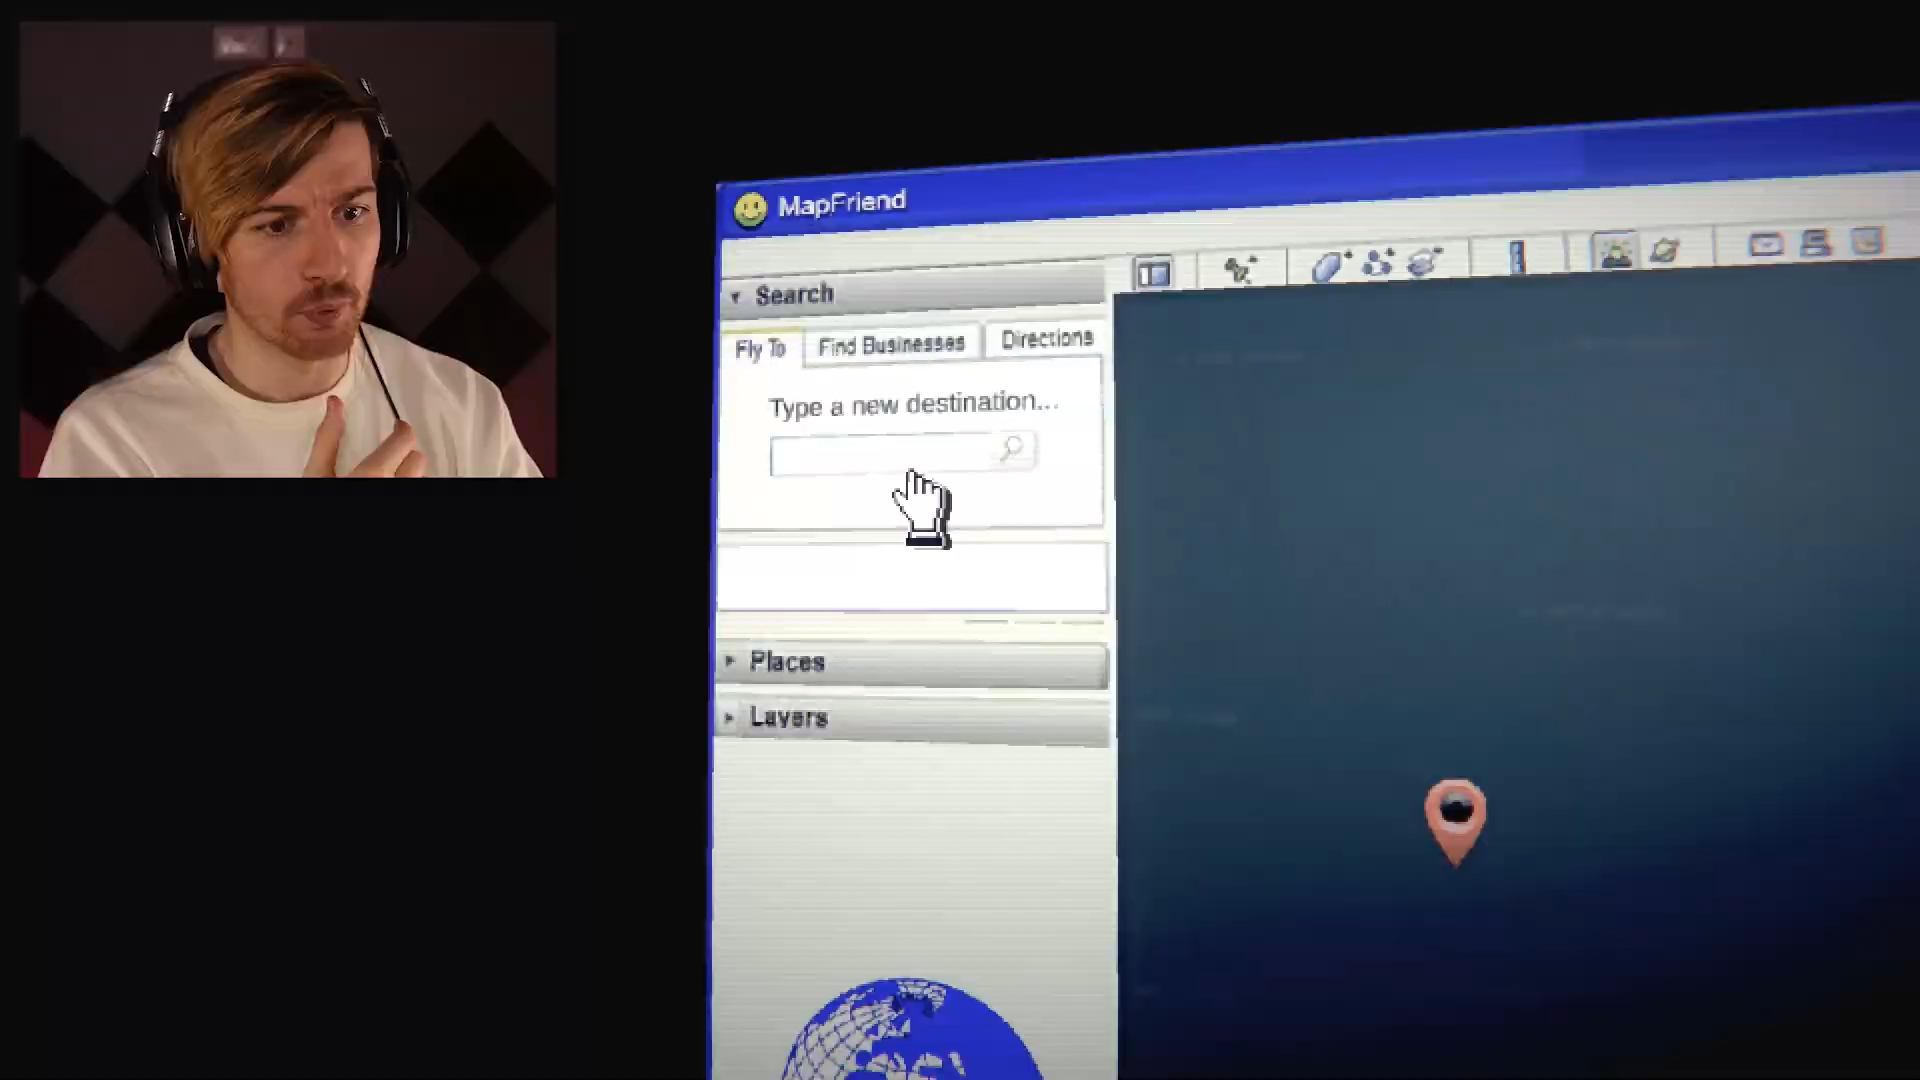 MapFriend
Search
Fly To
Find Businesses
Directions
Type a new destination...
Places
Layers